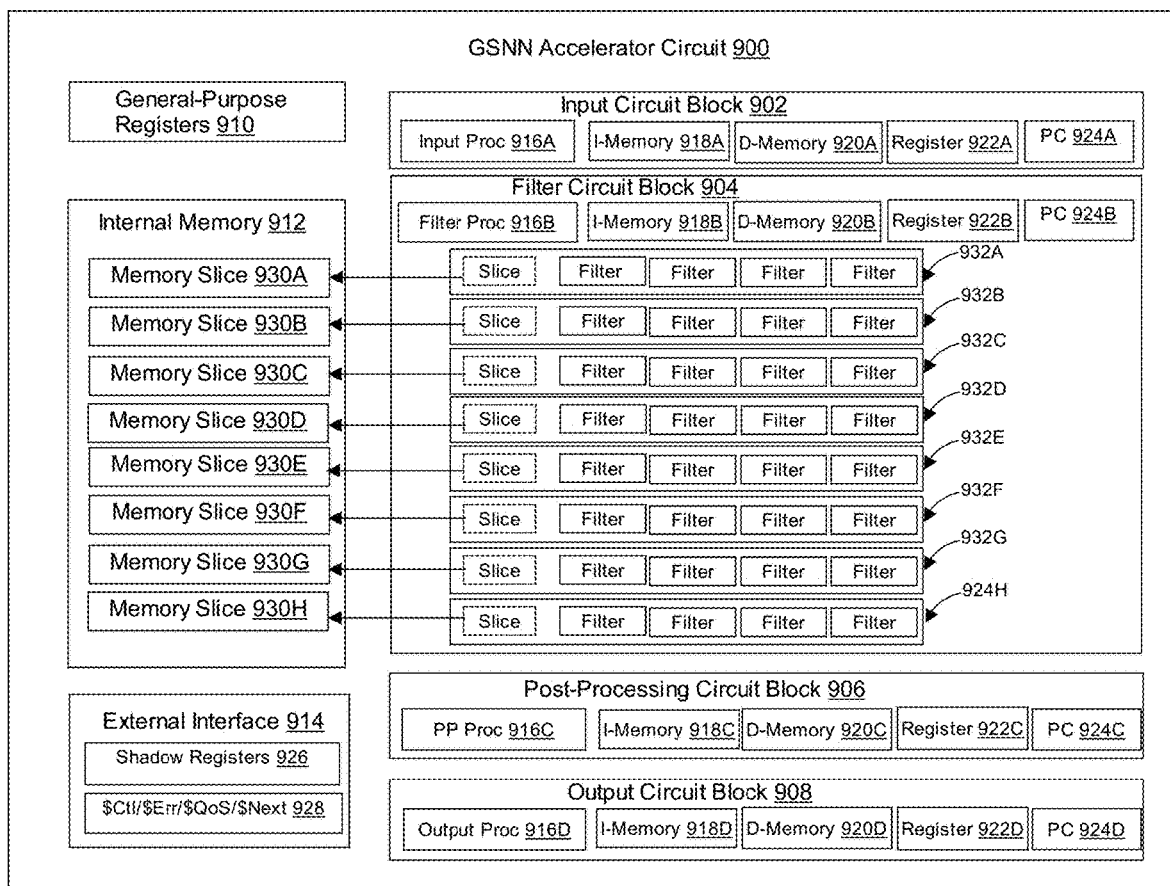 GSNN Accelerator Circuit 900
General-Purpose
Registers 910
Internal Memory 912
Memory Slice 930A
Memory Slice 930B
Memory Slice 930C
Memory Slice 930D
Memory Slice 930E
Memory Slice 930F
Memory Slice 930G
Memory Slice 930H
External Interface 914
Shadow Registers 926
$Ctl/$Err/$QoS/$Next 928
Input Circuit Block 902
Input Proc 916A I-Memory 918A D-Memory 920A Register 922A PC 924A
Filter Circuit Block 904
Filter Proc 916B I-Memory 918B D-Memory 920B Register 922B PC 924B
Slice Filter Filter Filter Filter 932A
Slice Filter Filter Filter Filter 932B
Slice Filter Filter Filter Filter 932C
Slice Filter Filter Filter Filter 932D
Slice Filter Filter Filter Filter 932E
Slice Filter Filter Filter Filter 932F
Slice Filter Filter Filter Filter 932G
Slice Filter Filter Filter Filter 924H
Post-Processing Circuit Block 906
PP Proc 916C I-Memory 918C D-Memory 920C Register 922C PC 924C
Output Circuit Block 908
Output Proc 916D I-Memory 918D D-Memory 920D Register 922D PC 924D